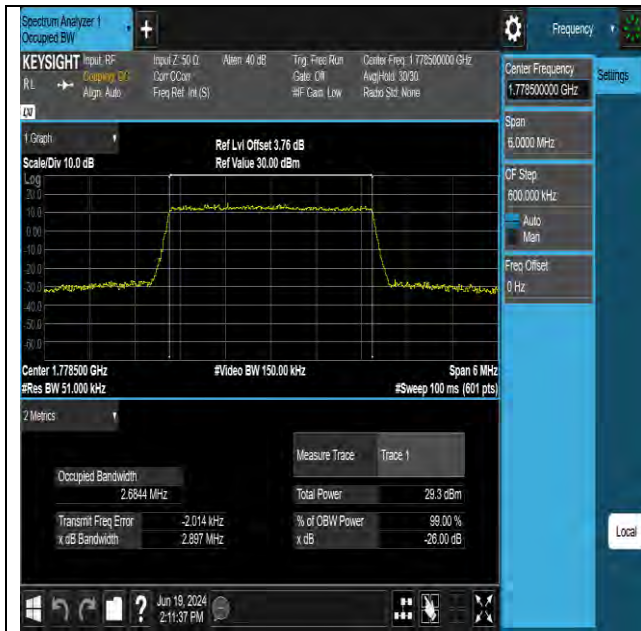 Spectrum Analyzer 1
Occupied BW
+
Frequency
KEYSIGHT
RL
Input: RF
Coupling: DC
Align: Auto
Input Z: 50 Ω
Corr CCorr
Freq Ref: Int (S)
Atten: 40 dB
Trig: Free Run
Gate: Off
#IF Gain: Low
Center Freq: 1.778500000 GHz
Avg|Hold: 30/30
Radio Std: None
Center Frequency
1.778500000 GHz
Settings
Span
6.0000 MHz
CF Step
600.000 kHz
Auto
Man
Freq Offset
0 Hz
Local
1 Graph
Scale/Div 10.0 dB
Ref Lvl Offset 3.76 dB
Ref Value 30.00 dBm
Log
20.0
10.0
0.00
-10.0
-20.0
-30.0
-40.0
-50.0
-60.0
Center 1.778500 GHz
#Video BW 150.00 kHz
Span 6 MHz
#Res BW 51.000 kHz
#Sweep 100 ms (601 pts)
2 Metrics
Measure Trace Trace 1
Occupied Bandwidth
2.6844 MHz
Total Power 29.3 dBm
Transmit Freq Error -2.014 kHz
% of OBW Power 99.00 %
x dB Bandwidth 2.897 MHz
x dB -26.00 dB
?
Jun 19, 2024
2:11:37 PM